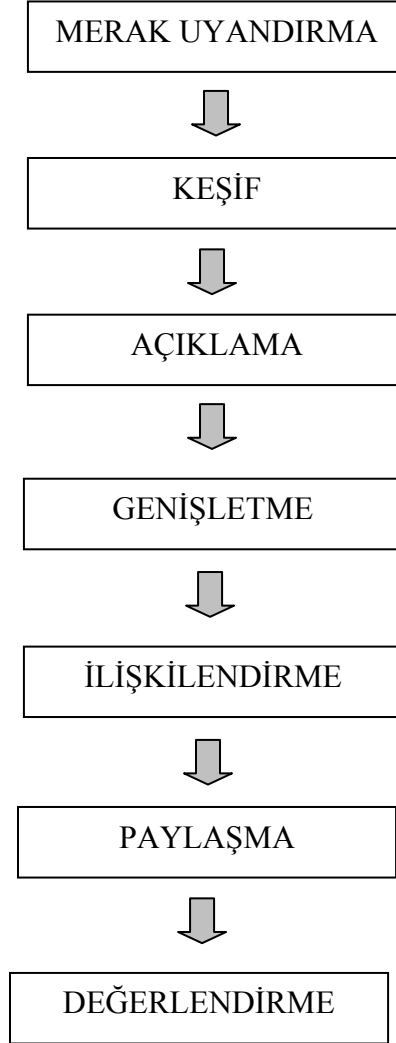 MERAK UYANDIRMA
KEŞİF
AÇIKLAMA
GENİŞLETME
İLİŞKİLENDİRME
PAYLAŞMA
DEĞERLENDİRME